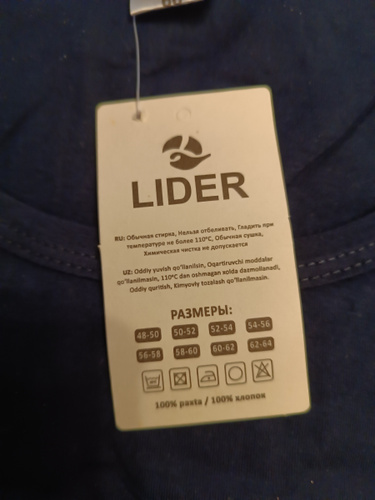 LIDER
RU: Обычная стирка, Нельзя отбеливать, Гладить при
температуре не более 110°C, Обычная сушка,
Химическая чистка не допускается
UZ: Oddiy yuvish qo'llanilsin, Oqartiruvchi moddalar
qo'llanilmasin, 110°C dan oshmagan xolda dazmollanadi,
Oddiy quritish, Kimyoviy tozalash qo'llanilmasin.
РАЗМЕРЫ:
48-50 50-52 52-54 54-56
56-58 58-60 60-62 62-64
100% paxta / 100% хлопок